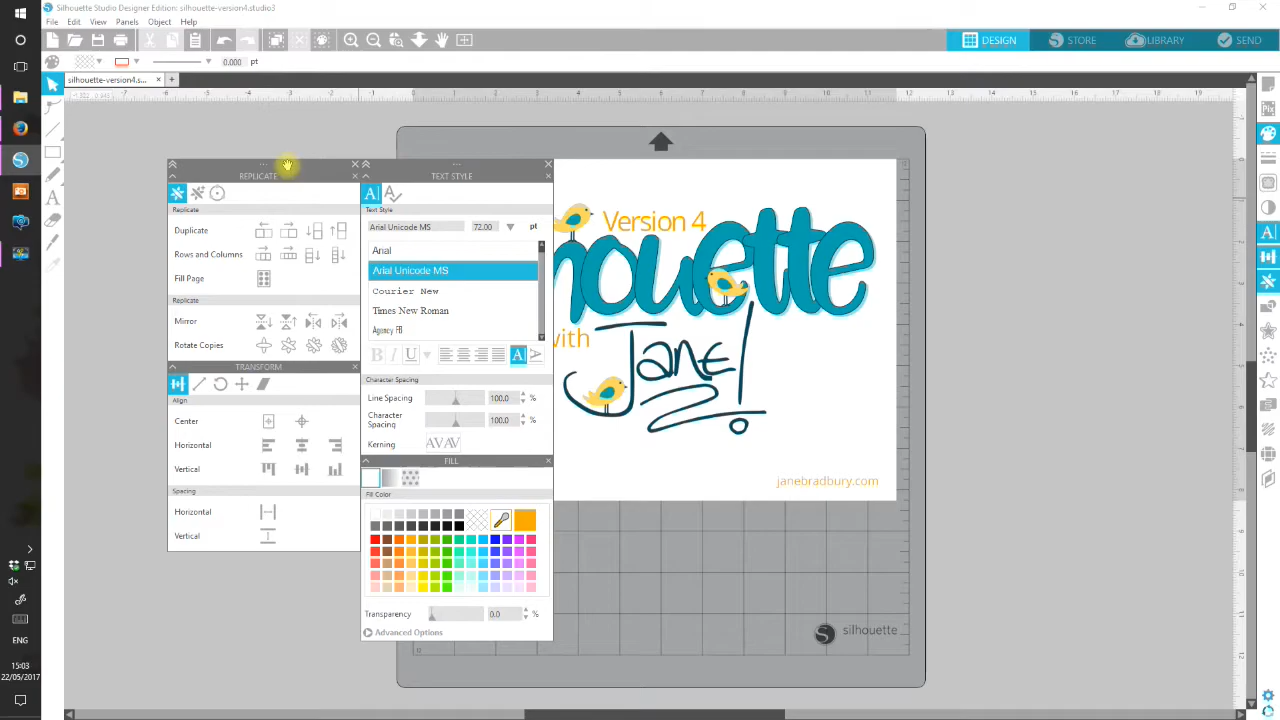 Silhouette Studio Designer Edition: silhouette-version4.studio3
File Edit View Panels Object Help
DESIGN STORE LIBRARY SEND
0.000 pt
silhouette-version4.s...
REPLICATE
Replicate
Duplicate
Rows and Columns
Fill Page
Replicate
Mirror
Rotate Copies
TRANSFORM
Align
Center
Horizontal
Vertical
Spacing
Horizontal
Vertical
TEXT STYLE
Text Style
Arial Unicode MS 72.00 pt
Arial
Arial Unicode MS
Courier New
Times New Roman
Agency FB
B I U
Character Spacing
Line Spacing 100.0 %
Character Spacing 100.0 %
Kerning AV AV
FILL
Fill Color
Transparency 0.0 %
Advanced Options
Version 4
houette
with
Jane!
janebradbury.com
silhouette
ENG
15:03
22/05/2017